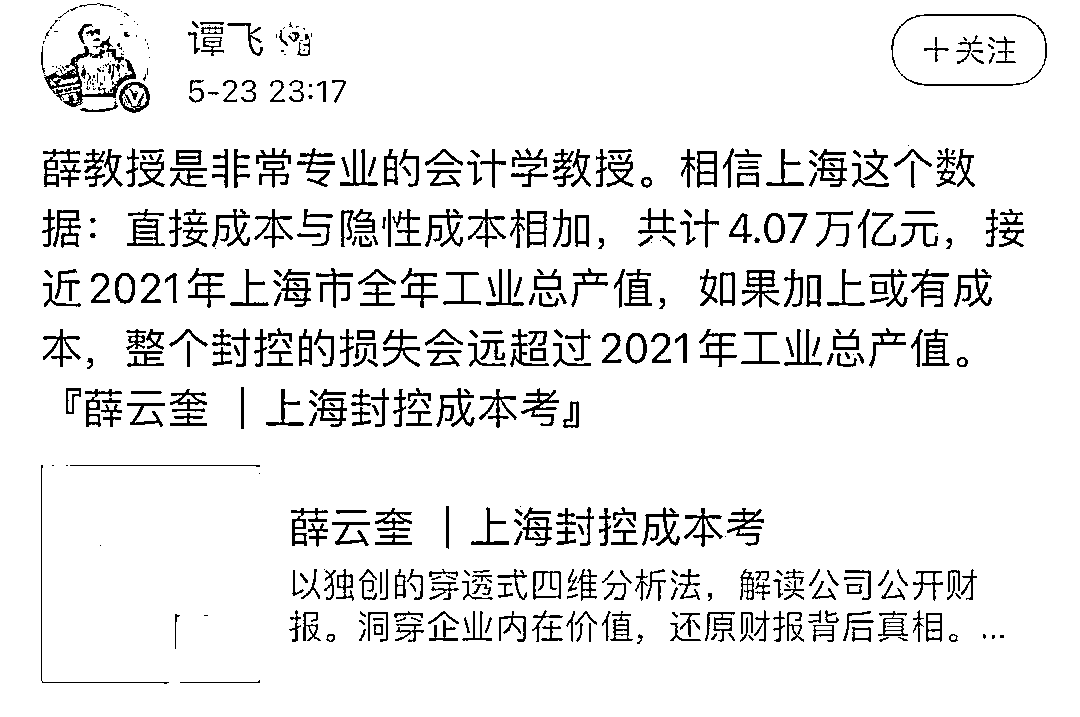 谭飞
5-23 23:17
+关注
薛教授是非常专业的会计学教授。相信上海这个数
据：直接成本与隐性成本相加，共计4.07万亿元，接
近2021年上海市全年工业总产值，如果加上或有成
本，整个封控的损失会远超过2021年工业总产值。
『薛云奎 ｜上海封控成本考』
薛云奎 ｜上海封控成本考
以独创的穿透式四维分析法，解读公司公开财
报。洞穿企业内在价值，还原财报背后真相。...